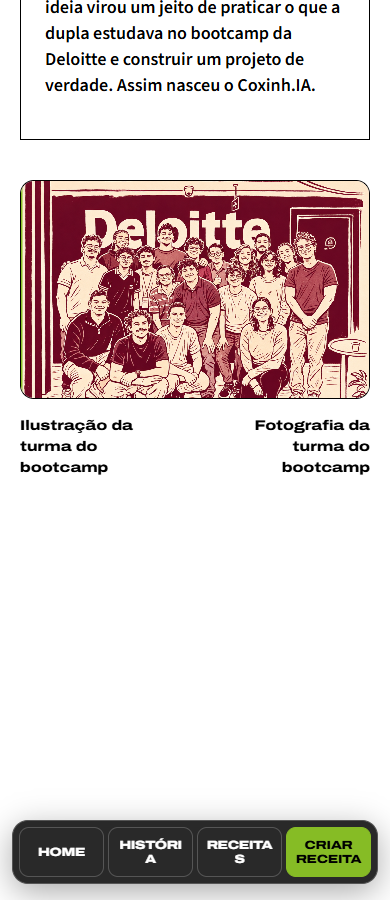 ideia virou um jeito de praticar o que a
dupla estudava no bootcamp da
Deloitte e construir um projeto de
verdade. Assim nasceu o Coxinh.IA.
Deloitte
Ilustração da
turma do
bootcamp
Fotografia da
turma do
bootcamp
HOME
HISTÓRI
A
RECEITA
S
CRIAR
RECEITA